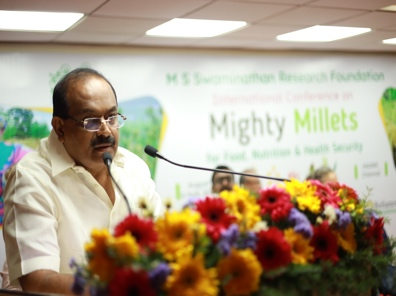 M S Swaminathan Research Foundation
International Conference on
Mighty Millets
for Food, Nutrition & Health Security